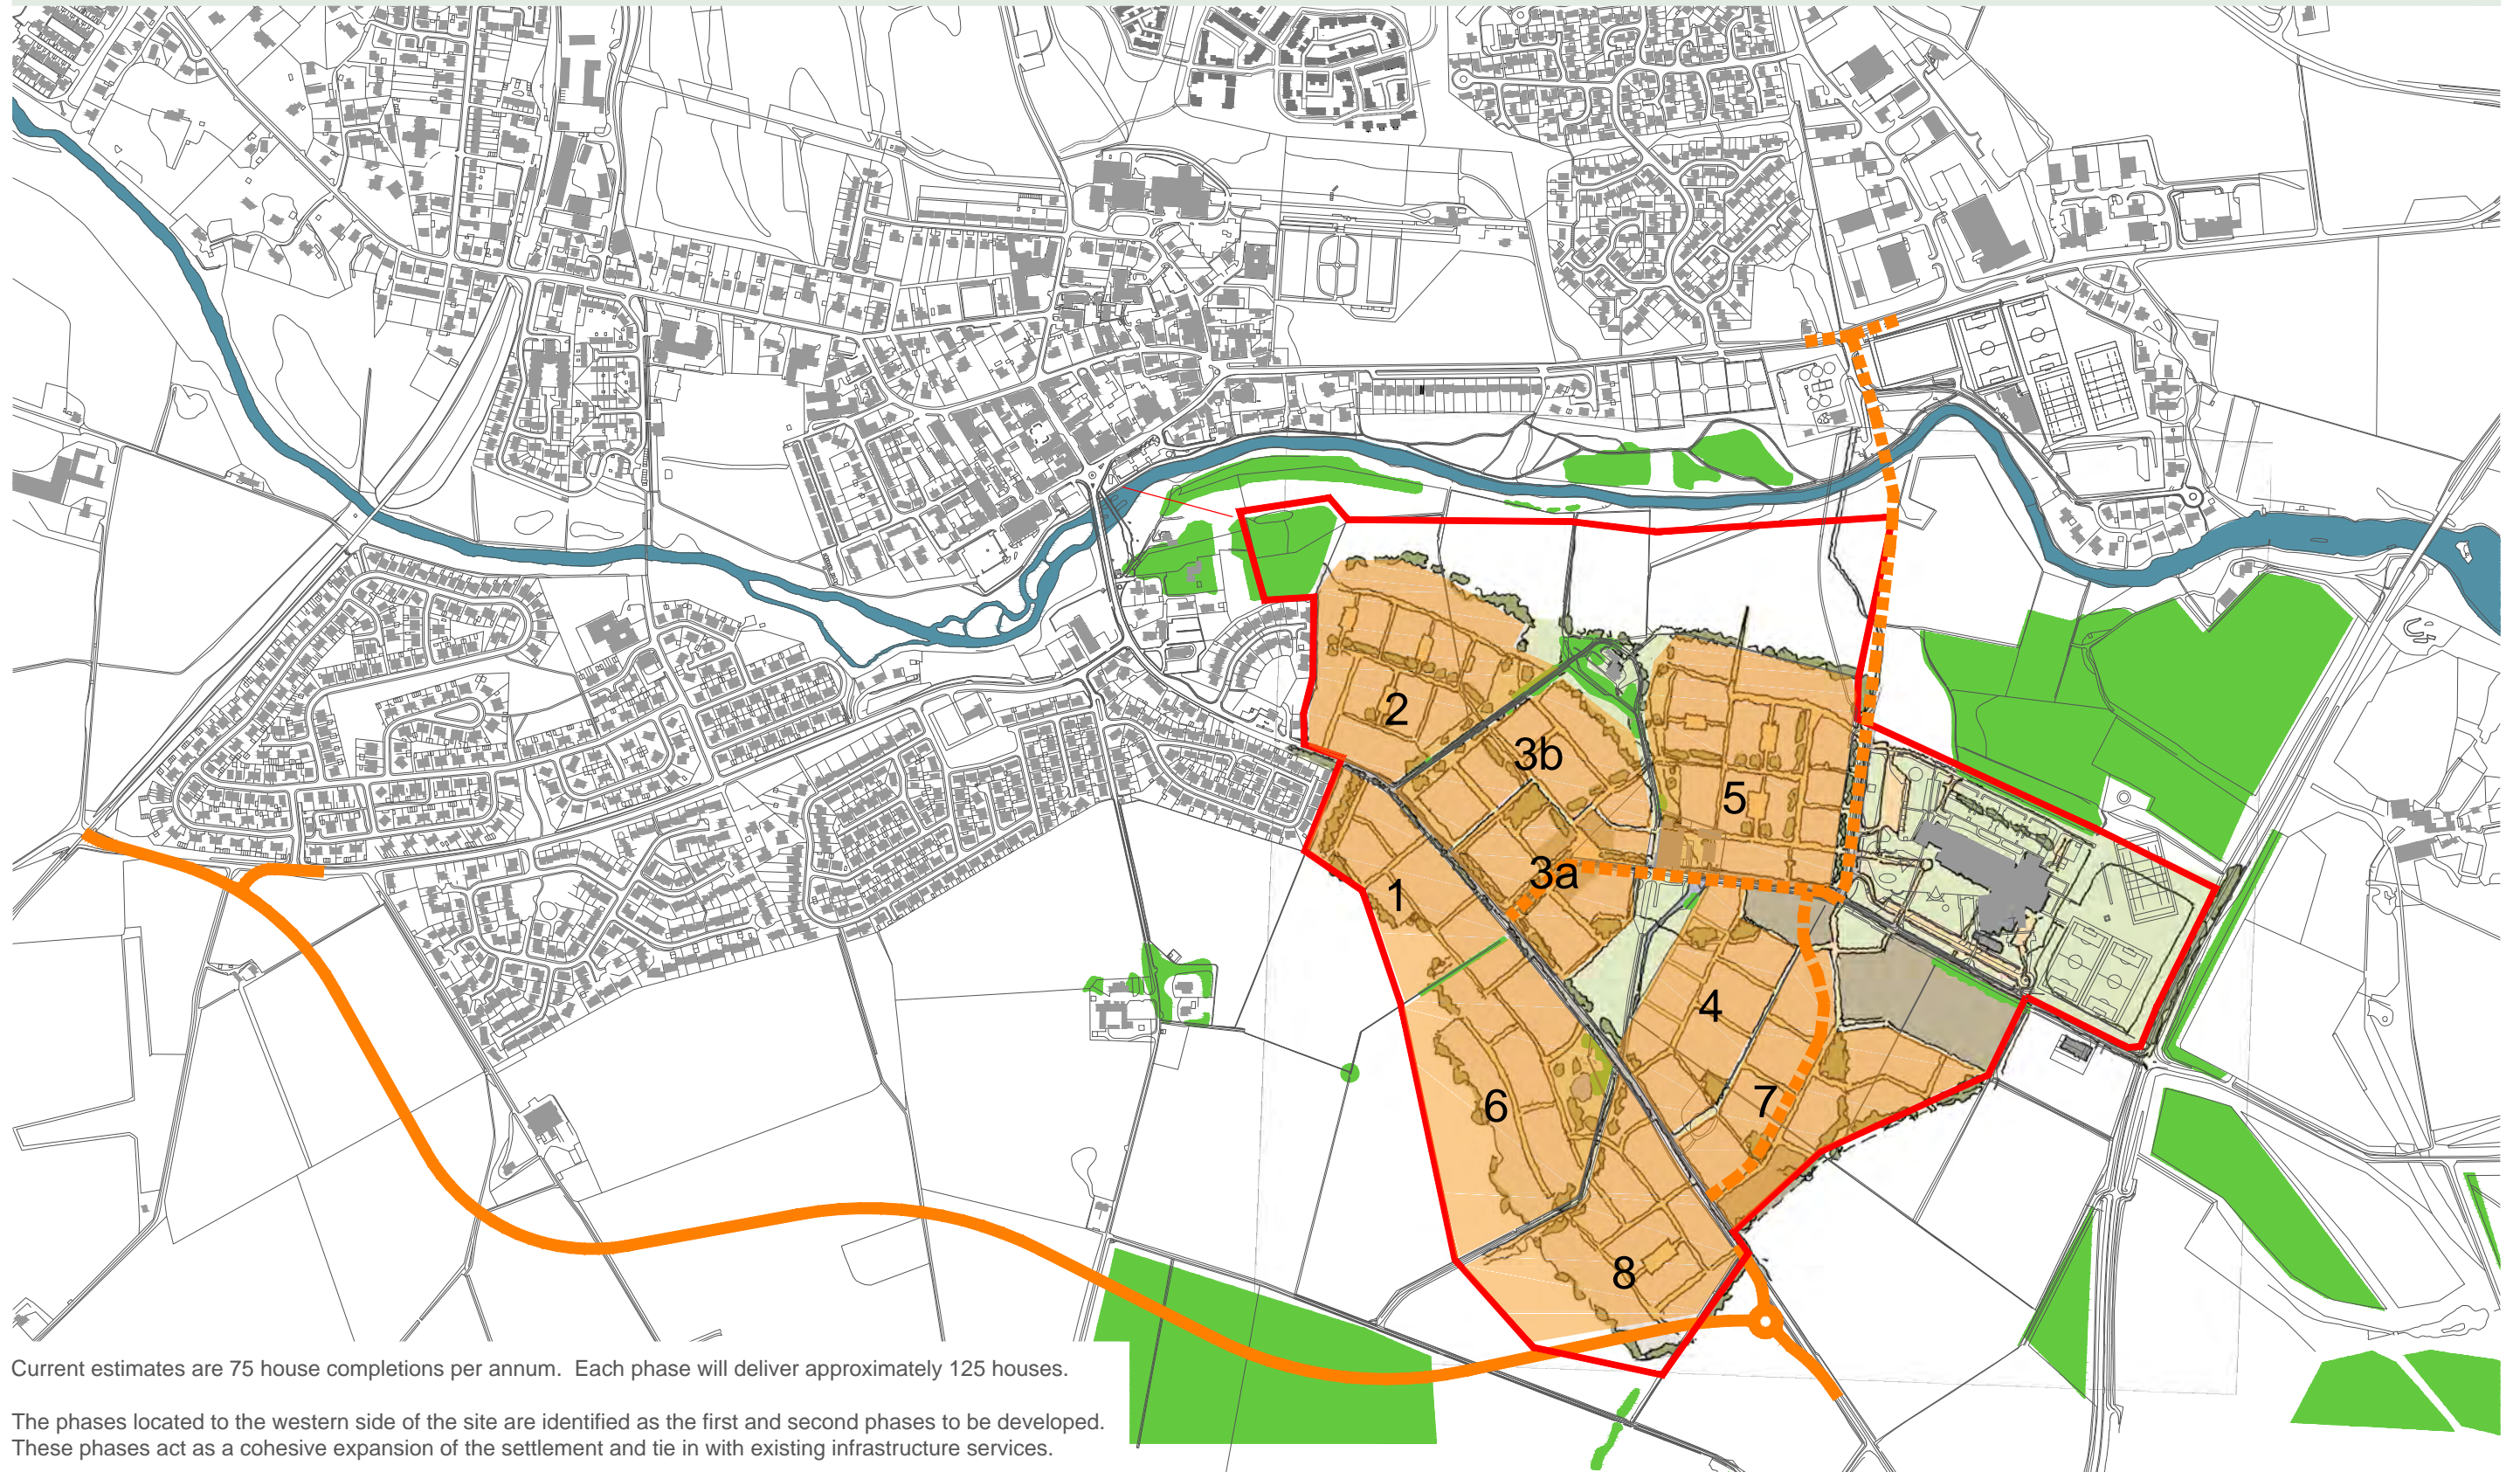 2
3b
5
3a
1
4
6
7
8
Current estimates are 75 house completions per annum.  Each phase will deliver approximately 125 houses.
The phases located to the western side of the site are identified as the first and second phases to be developed.
These phases act as a cohesive expansion of the settlement and tie in with existing infrastructure services.